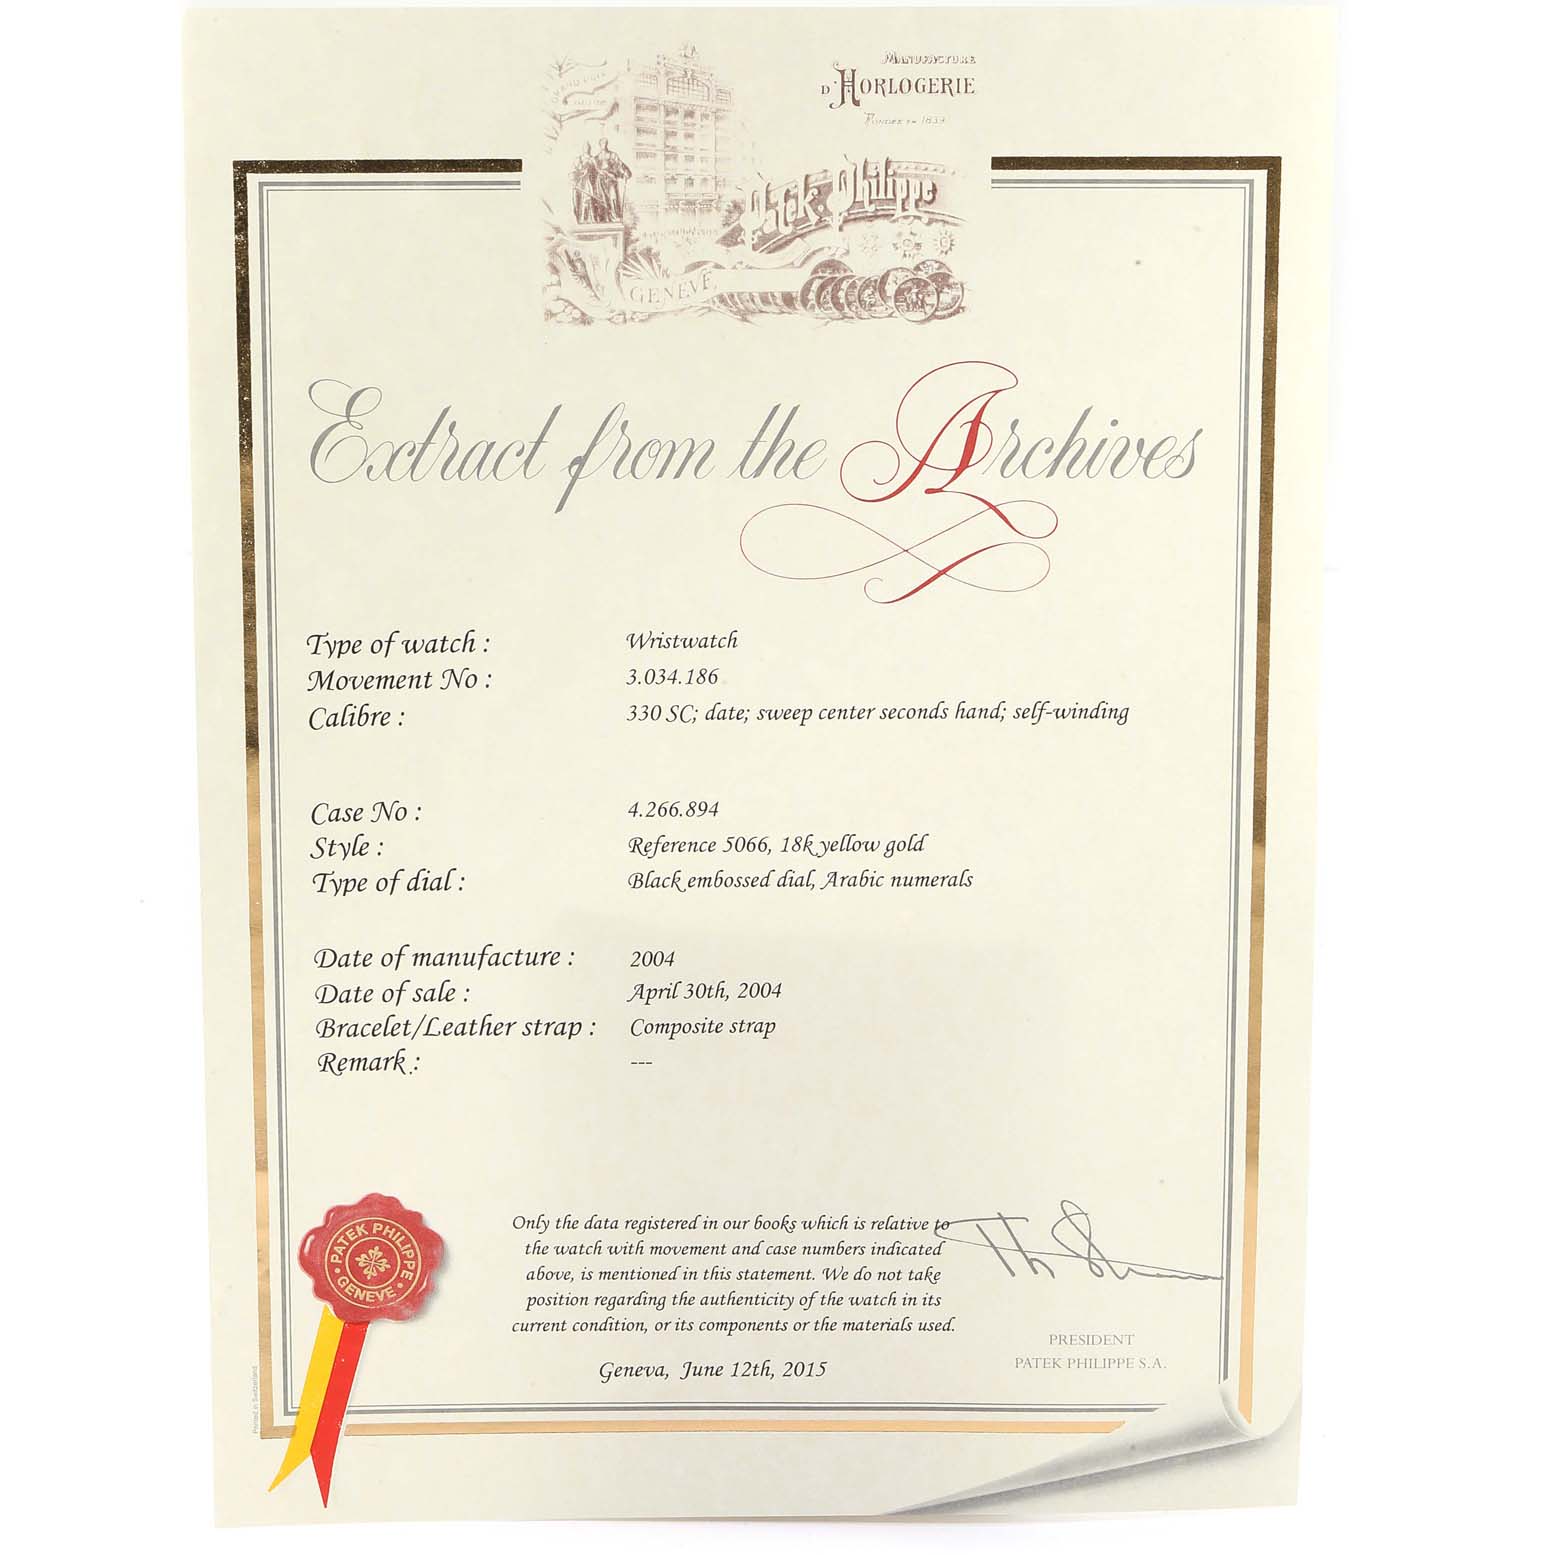 MANUFACTURE
D'HORLOGERIE
FONDÉE EN 1839
GRAND PRIX
Patek Philippe
GENÈVE
Extract from the Archives
Type of watch : Wristwatch
Movement No : 3.034.186
Calibre : 330 SC; date; sweep center seconds hand; self-winding
Case No : 4.266.894
Style : Reference 5066, 18k yellow gold
Type of dial : Black embossed dial, Arabic numerals
Date of manufacture : 2004
Date of sale : April 30th, 2004
Bracelet/Leather strap : Composite strap
Remark : ---
PATEK PHILIPPE
GENEVE
Only the data registered in our books which is relative to
the watch with movement and case numbers indicated
above, is mentioned in this statement. We do not take
position regarding the authenticity of the watch in its
current condition, or its components or the materials used.
Geneva, June 12th, 2015
PRESIDENT
PATEK PHILIPPE S.A.
Printed in Switzerland